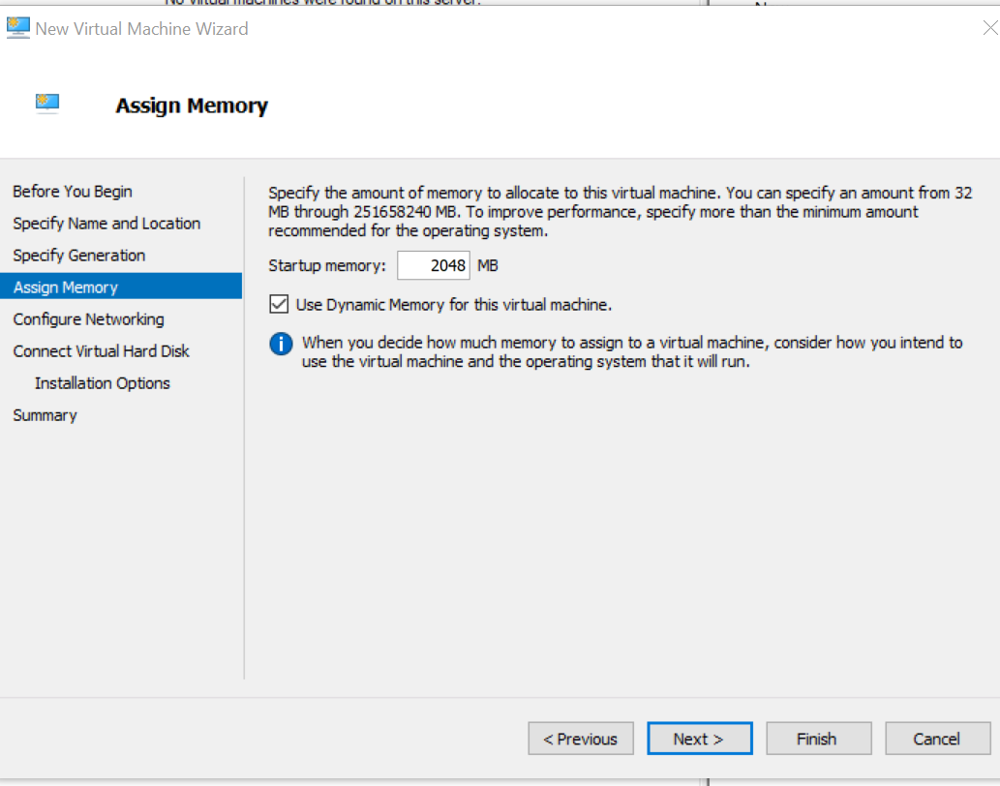 No virtual machines were found on this server.
New Virtual Machine Wizard
Assign Memory
Before You Begin
Specify Name and Location
Specify Generation
Assign Memory
Configure Networking
Connect Virtual Hard Disk
Installation Options
Summary
Specify the amount of memory to allocate to this virtual machine. You can specify an amount from 32
MB through 251658240 MB. To improve performance, specify more than the minimum amount
recommended for the operating system.
Startup memory: 2048 MB
Use Dynamic Memory for this virtual machine.
When you decide how much memory to assign to a virtual machine, consider how you intend to
use the virtual machine and the operating system that it will run.
< Previous Next > Finish Cancel